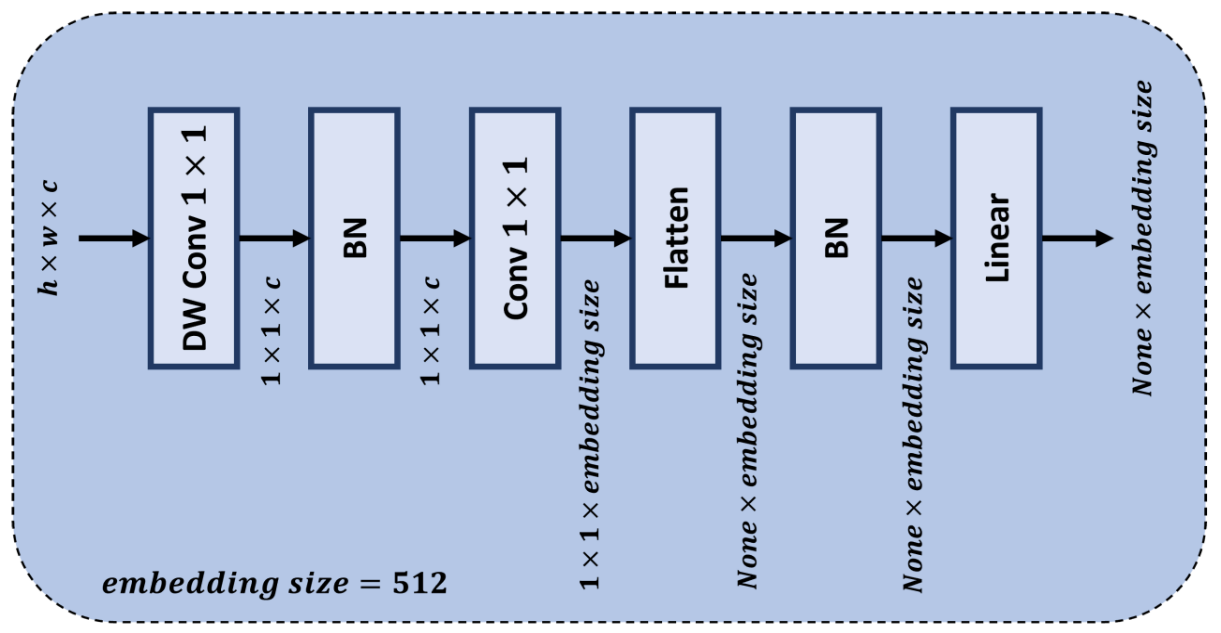 h × w × c
DW Conv 1 × 1
1 × 1 × c
BN
1 × 1 × c
Conv 1 × 1
1 × 1 × embedding size
Flatten
None × embedding size
BN
None × embedding size
Linear
None × embedding size
embedding size = 512